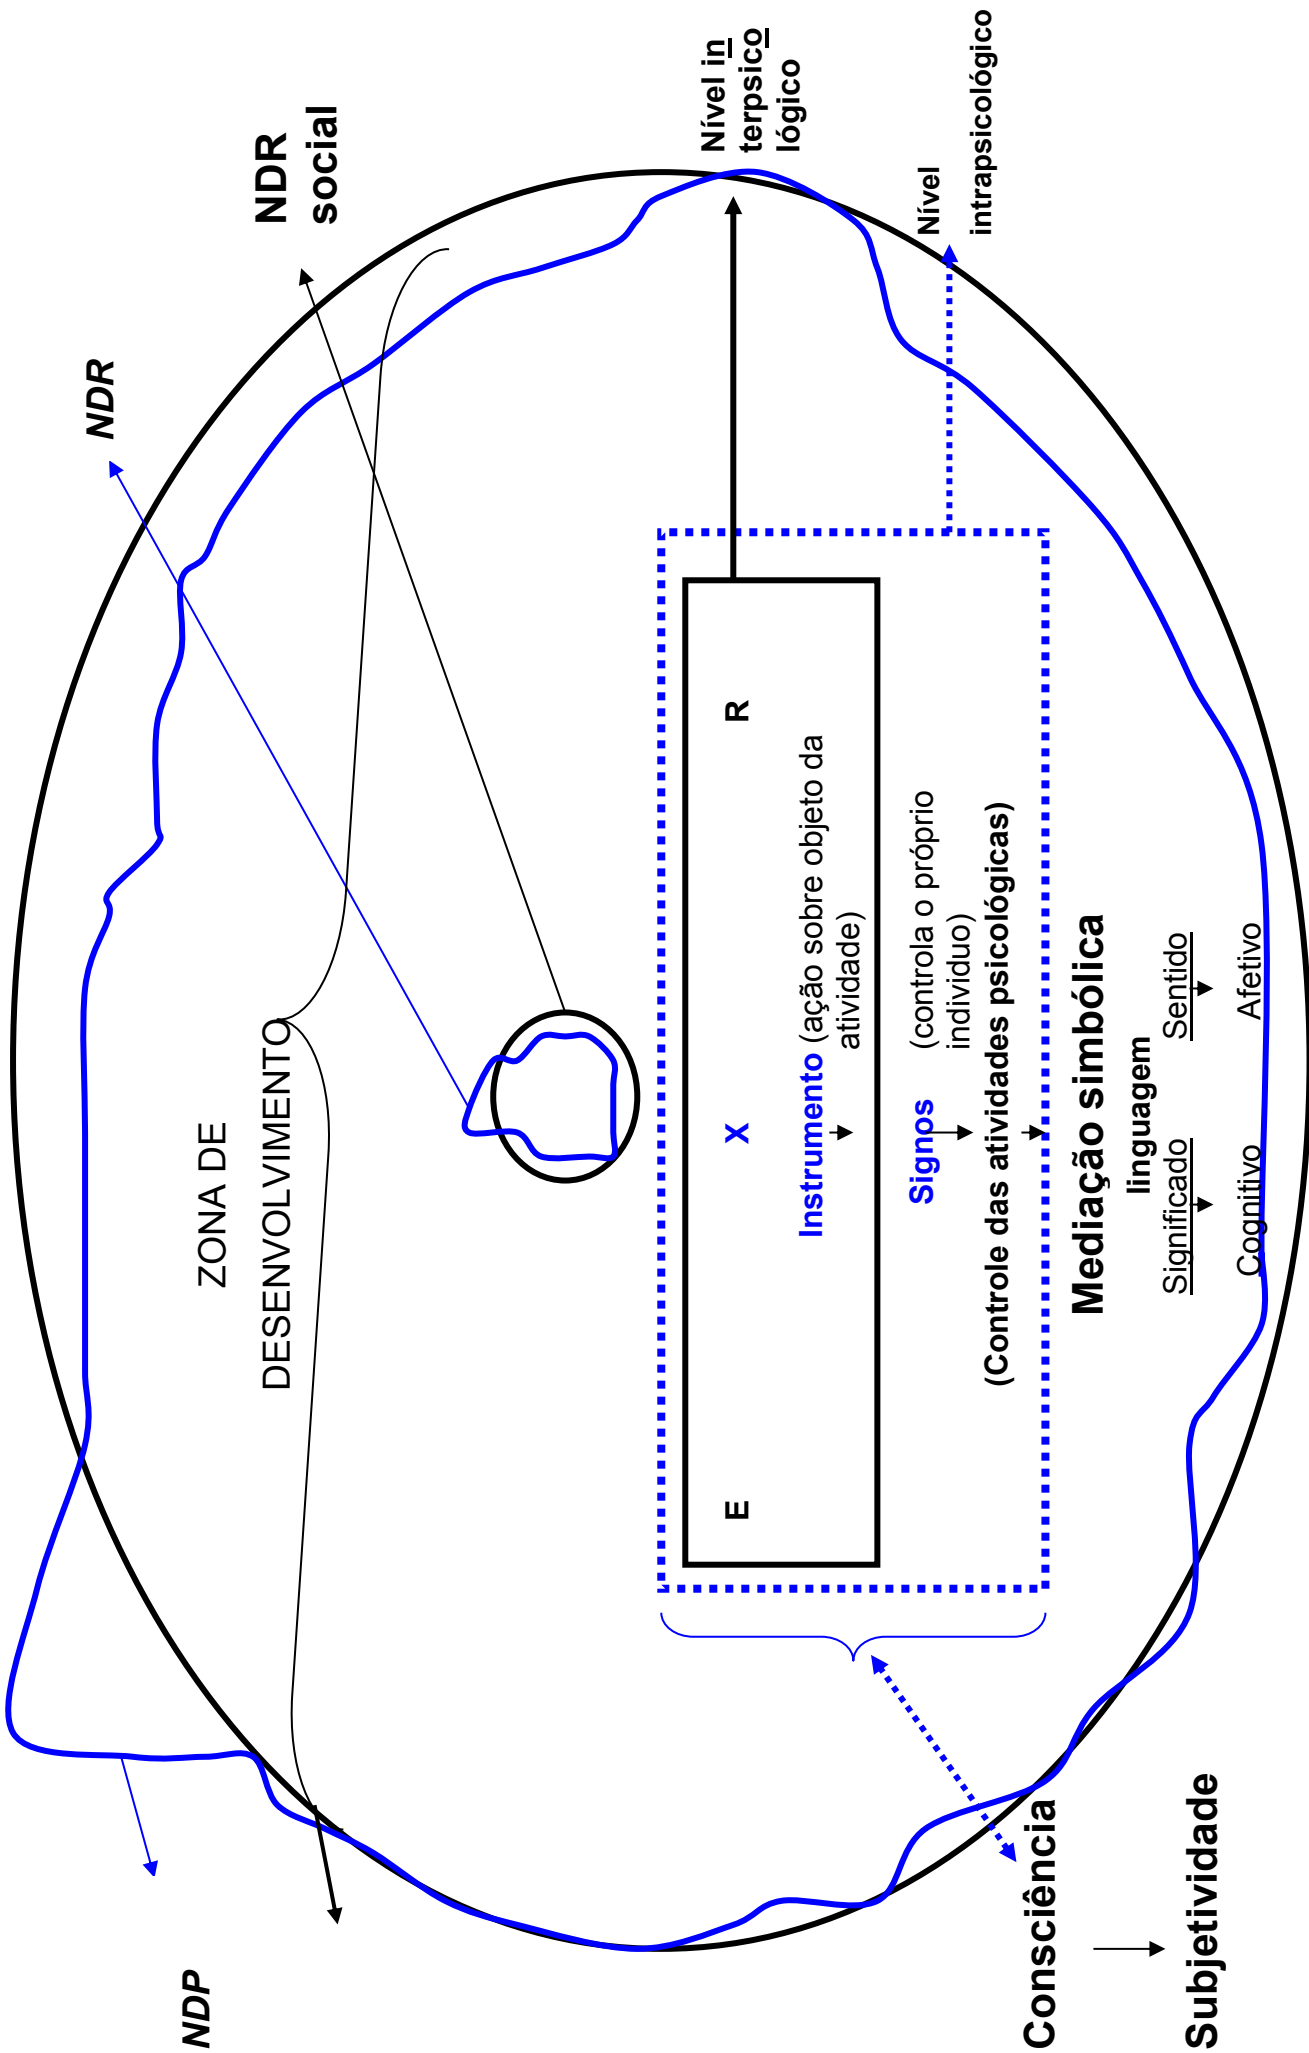 NDP
NDR
NDR
social
ZONA DE
DESENVOLVIMENTO
Nível in
terpsico
lógico
E X R
Instrumento (ação sobre objeto da
atividade)
Nível
intrapsicológico
Signos (controla o próprio
individuo)
(Controle das atividades psicológicas)
Mediação simbólica
linguagem
Significado Sentido
Cognitivo Afetivo
Consciência
Subjetividade